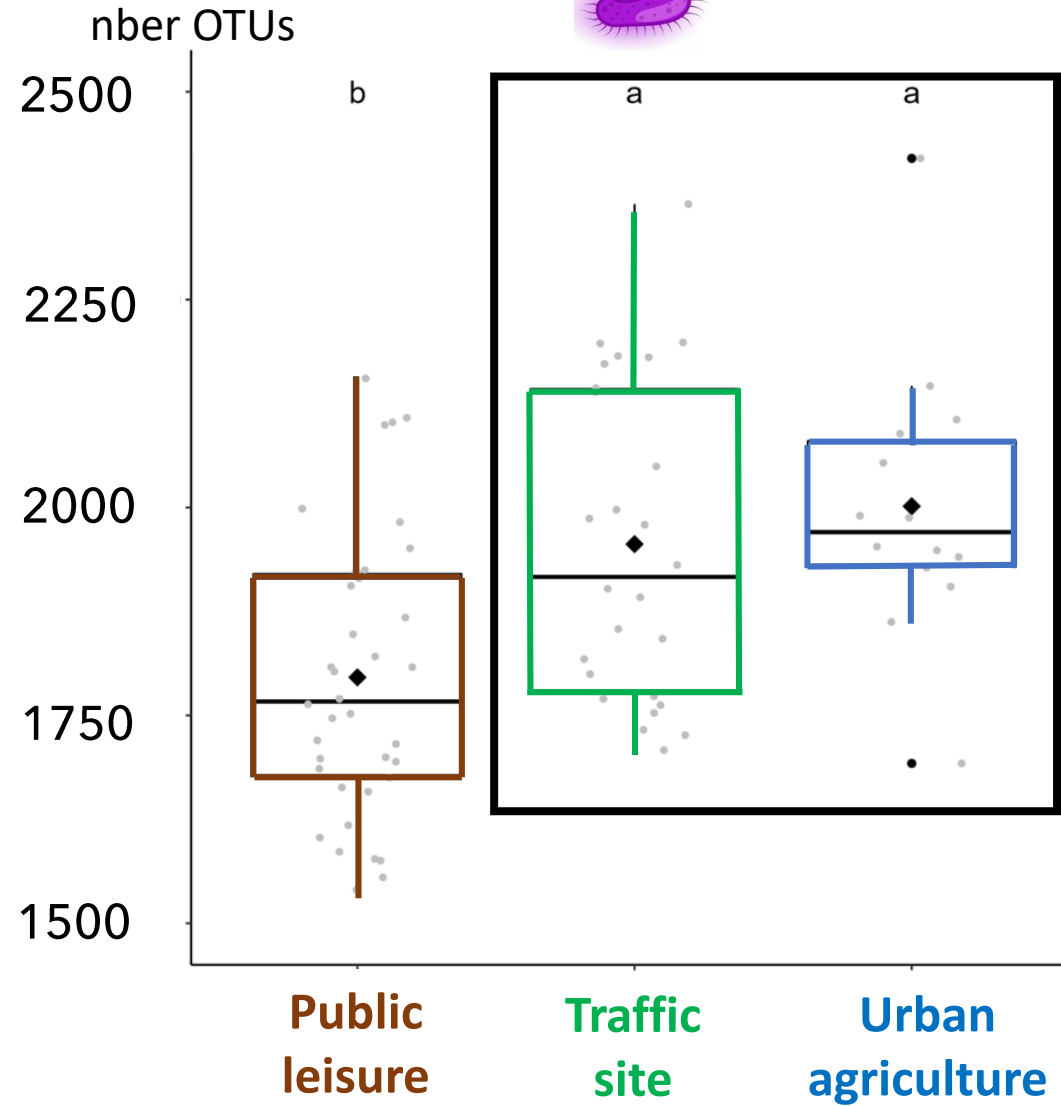 nber OTUs
2500
b
a
a
2250
2000
1750
1500
Public
leisure
Traffic
site
Urban
agriculture